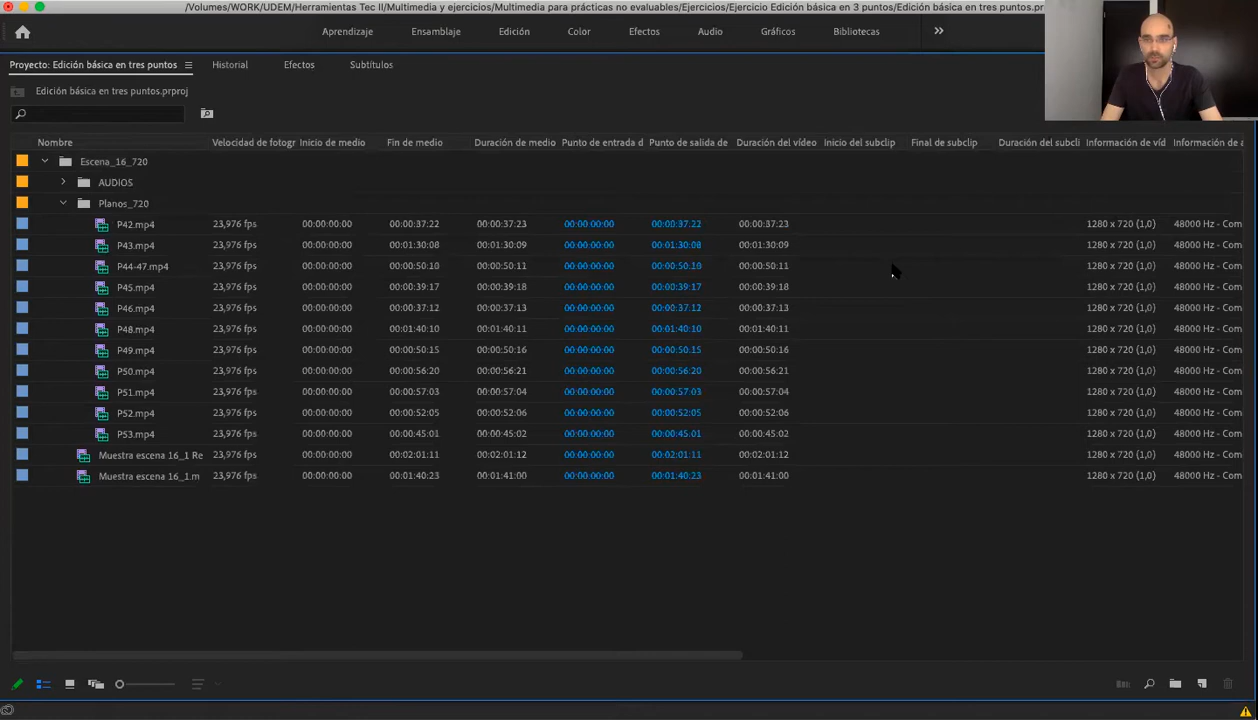 /Volumes/WORK/UDEM/Herramientas Tec II/Multimedia y ejercicios/Multimedia para prácticas no evaluables/Ejercicios/Ejercicio Edición básica en 3 puntos/Edición básica en tres puntos.prp
Aprendizaje Ensamblaje Edición Color Efectos Audio Gráficos Bibliotecas »
Proyecto: Edición básica en tres puntos Historial Efectos Subtítulos
Edición básica en tres puntos.prproj
Nombre Velocidad de fotogr Inicio de medio Fin de medio Duración de medio Punto de entrada d Punto de salida de Duración del vídeo Inicio del subclip Final de subclip Duración del subcli Información de víd Información de a
Escena_16_720
AUDIOS
Planos_720
P42.mp4 23,976 fps 00:00:00:00 00:00:37:22 00:00:37:23 00:00:00:00 00:00:37:22 00:00:37:23 1280 x 720 (1,0) 48000 Hz - Com
P43.mp4 23,976 fps 00:00:00:00 00:01:30:08 00:01:30:09 00:00:00:00 00:01:30:08 00:01:30:09 1280 x 720 (1,0) 48000 Hz - Com
P44-47.mp4 23,976 fps 00:00:00:00 00:00:50:10 00:00:50:11 00:00:00:00 00:00:50:10 00:00:50:11 1280 x 720 (1,0) 48000 Hz - Com
P45.mp4 23,976 fps 00:00:00:00 00:00:39:17 00:00:39:18 00:00:00:00 00:00:39:17 00:00:39:18 1280 x 720 (1,0) 48000 Hz - Com
P46.mp4 23,976 fps 00:00:00:00 00:00:37:12 00:00:37:13 00:00:00:00 00:00:37:12 00:00:37:13 1280 x 720 (1,0) 48000 Hz - Com
P48.mp4 23,976 fps 00:00:00:00 00:01:40:10 00:01:40:11 00:00:00:00 00:01:40:10 00:01:40:11 1280 x 720 (1,0) 48000 Hz - Com
P49.mp4 23,976 fps 00:00:00:00 00:00:50:15 00:00:50:16 00:00:00:00 00:00:50:15 00:00:50:16 1280 x 720 (1,0) 48000 Hz - Com
P50.mp4 23,976 fps 00:00:00:00 00:00:56:20 00:00:56:21 00:00:00:00 00:00:56:20 00:00:56:21 1280 x 720 (1,0) 48000 Hz - Com
P51.mp4 23,976 fps 00:00:00:00 00:00:57:03 00:00:57:04 00:00:00:00 00:00:57:03 00:00:57:04 1280 x 720 (1,0) 48000 Hz - Com
P52.mp4 23,976 fps 00:00:00:00 00:00:52:05 00:00:52:06 00:00:00:00 00:00:52:05 00:00:52:06 1280 x 720 (1,0) 48000 Hz - Com
P53.mp4 23,976 fps 00:00:00:00 00:00:45:01 00:00:45:02 00:00:00:00 00:00:45:01 00:00:45:02 1280 x 720 (1,0) 48000 Hz - Com
Muestra escena 16_1 Re 23,976 fps 00:00:00:00 00:02:01:11 00:02:01:12 00:00:00:00 00:02:01:11 00:02:01:12 1280 x 720 (1,0) 48000 Hz - Com
Muestra escena 16_1.m 23,976 fps 00:00:00:00 00:01:40:23 00:01:41:00 00:00:00:00 00:01:40:23 00:01:41:00 1280 x 720 (1,0) 48000 Hz - Com